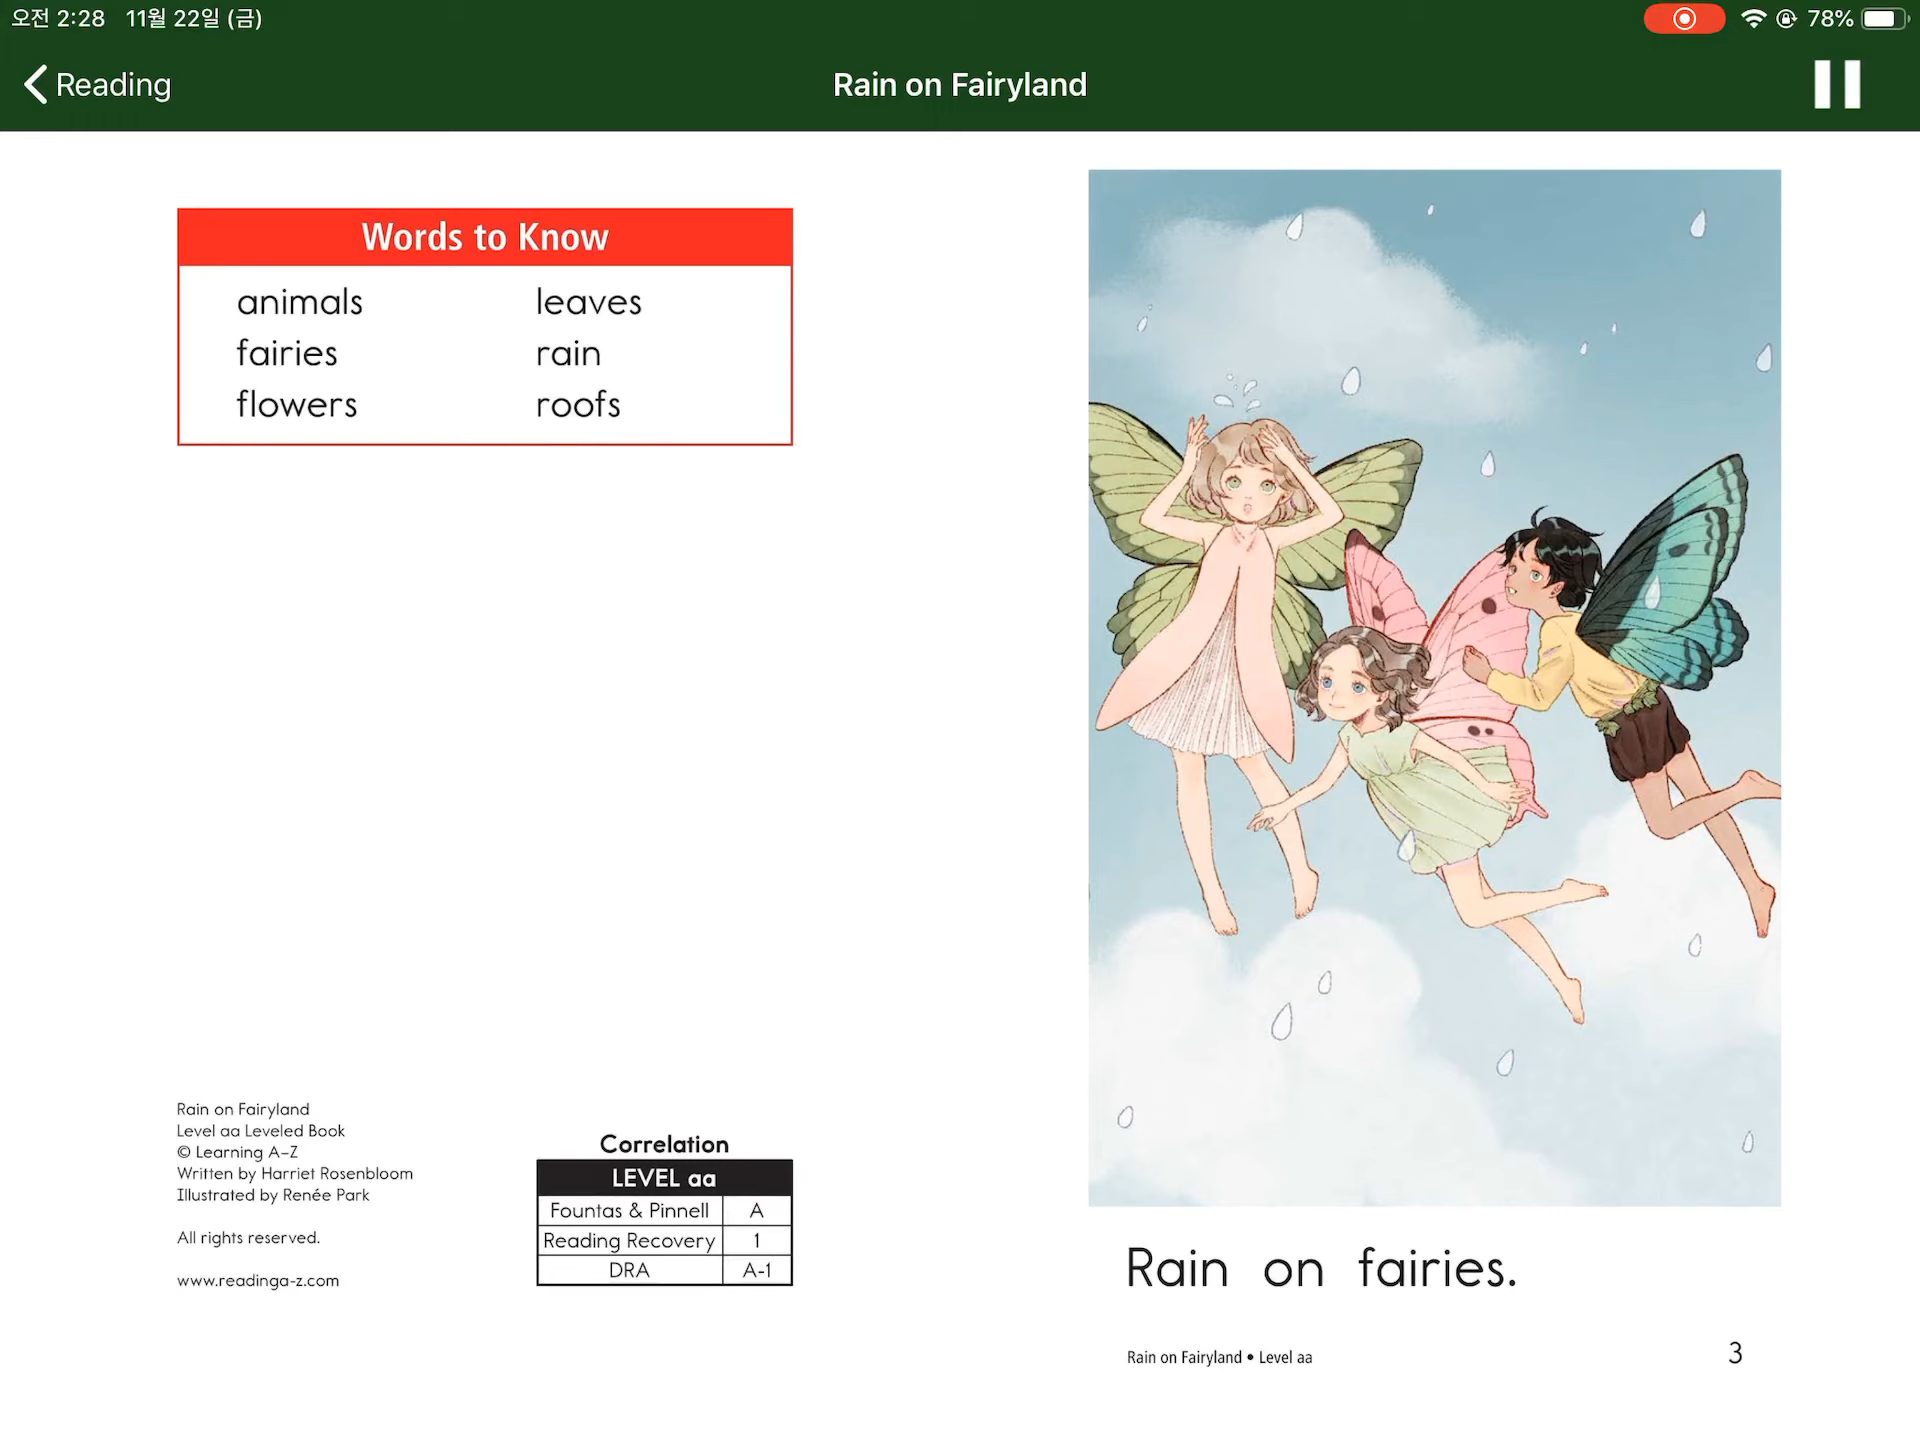 오전 2:28 11월 22일 (금)
78%
Reading
Rain on Fairyland
Words to Know
animals leaves
fairies rain
flowers roofs
Rain on Fairyland
Level aa Leveled Book
© Learning A–Z
Written by Harriet Rosenbloom
Illustrated by Renée Park
All rights reserved.
www.readinga-z.com
Correlation
LEVEL aa
Fountas & Pinnell A
Reading Recovery 1
DRA A-1
Rain on fairies.
Rain on Fairyland • Level aa
3